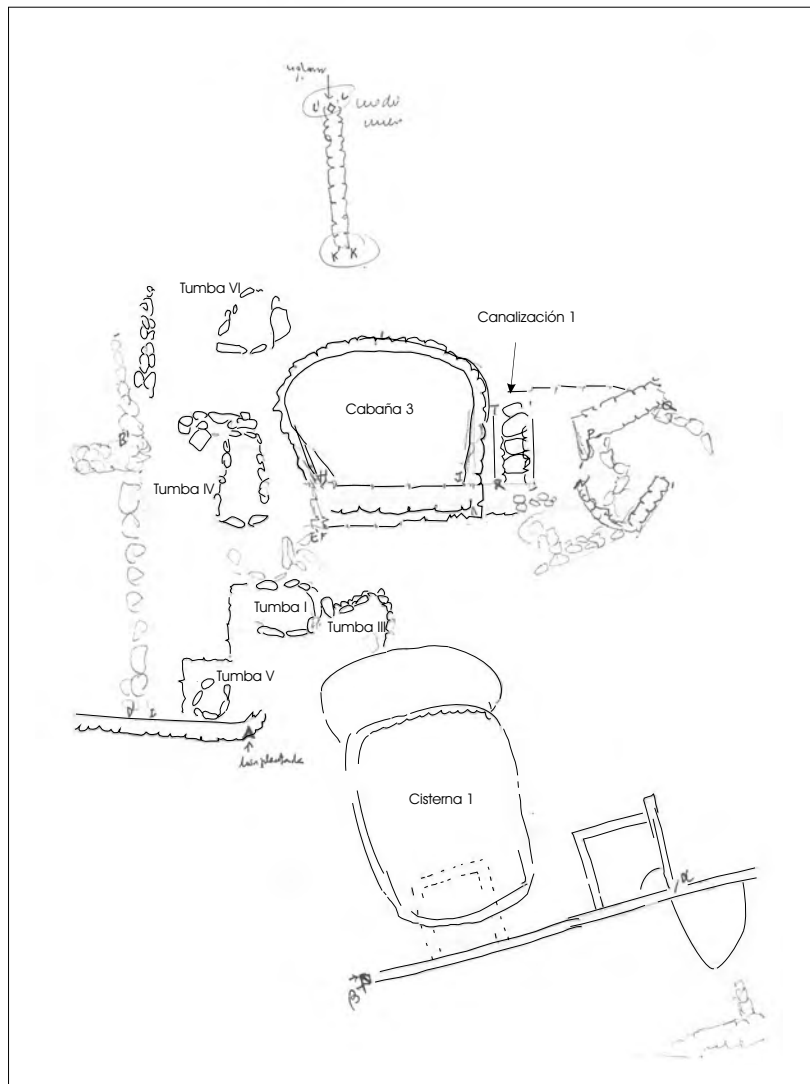 L' L
K K
Tumba VI
Canalización 1
Cabaña 3
T
Q
P
B'
Tumba IV
R
E F
Tumba I
Tumba III
Tumba V
A
Cisterna 1
α
β